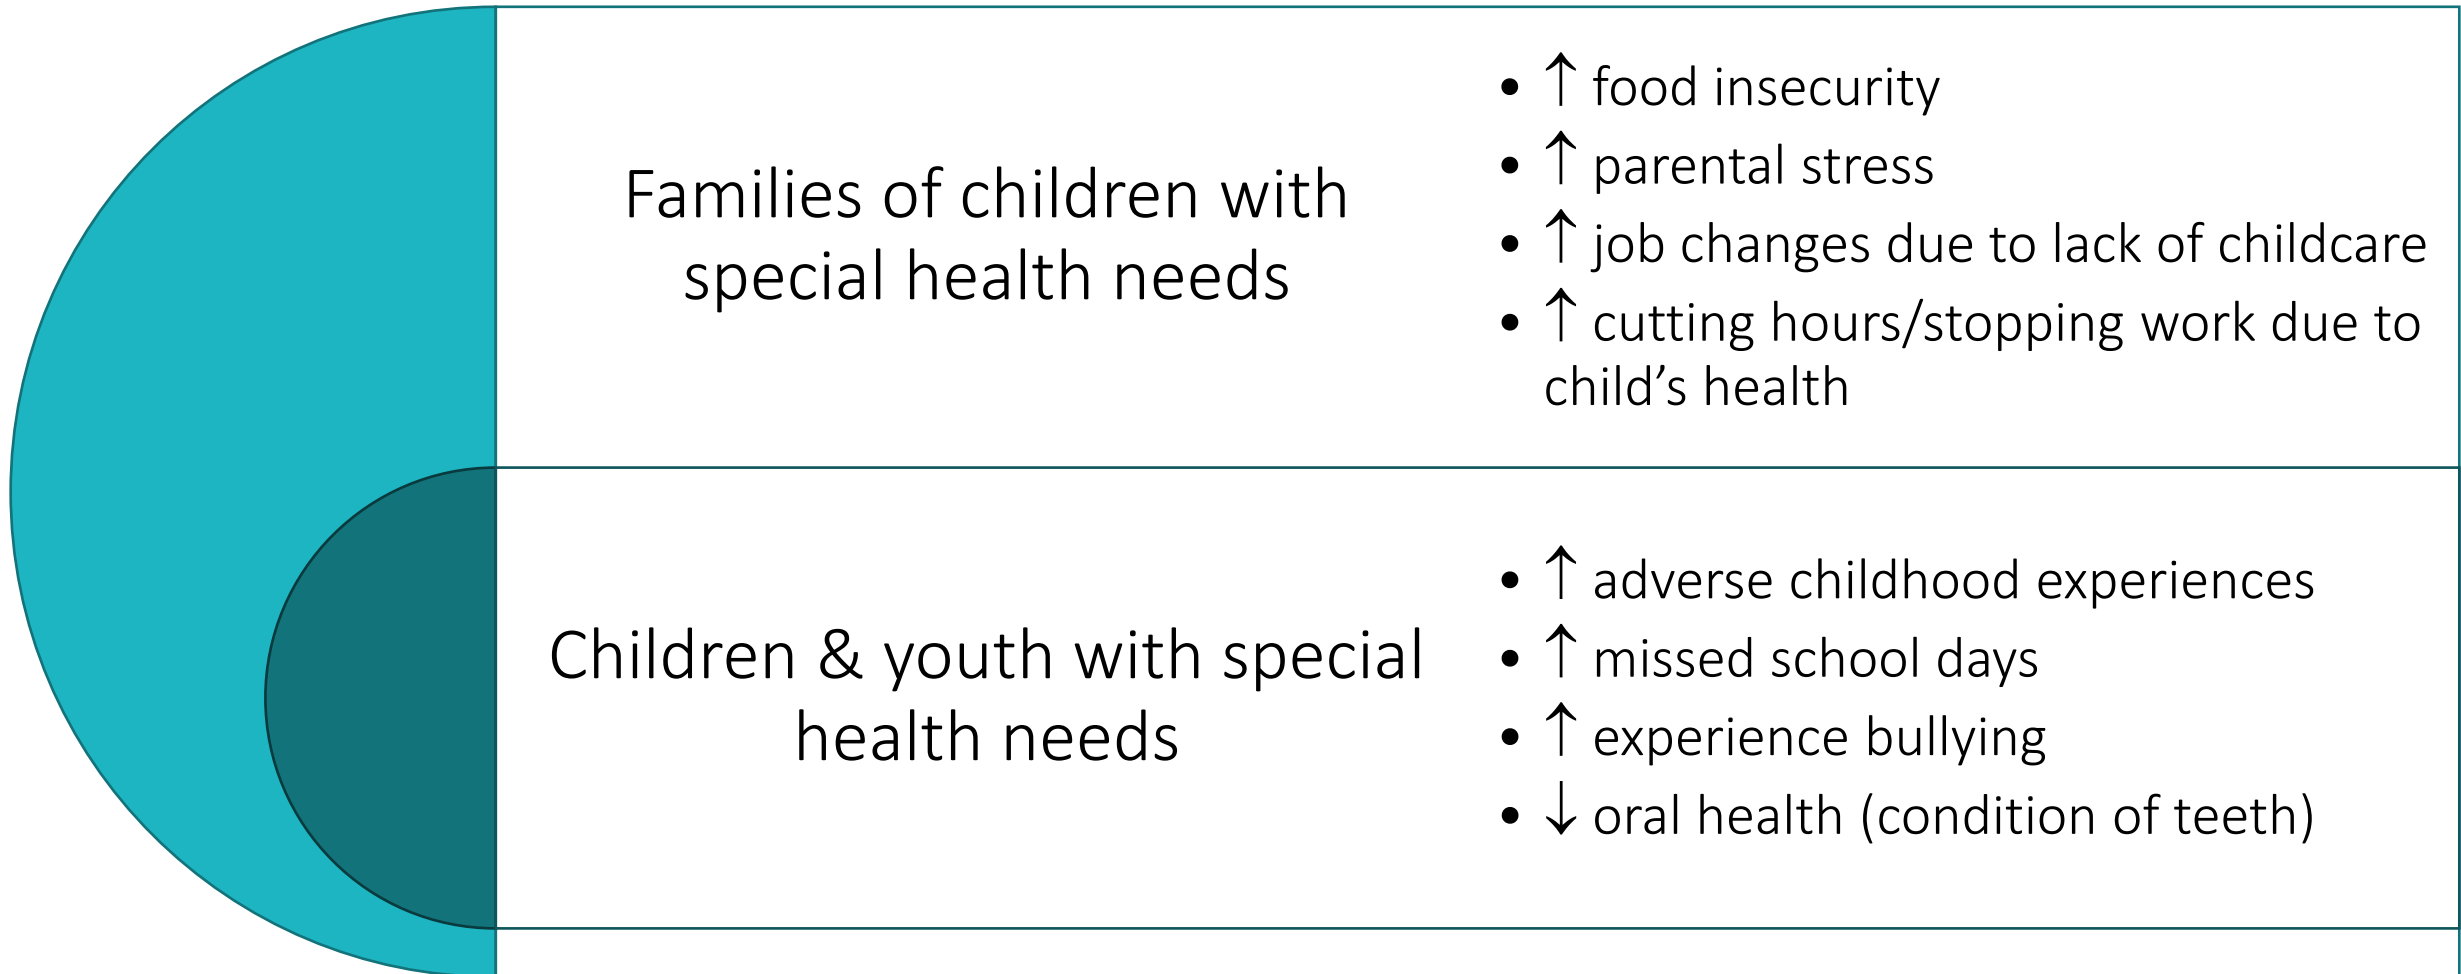 Families of children with
special health needs
• ↑ food insecurity
• ↑ parental stress
• ↑ job changes due to lack of childcare
• ↑ cutting hours/stopping work due to
child’s health
Children & youth with special
health needs
• ↑ adverse childhood experiences
• ↑ missed school days
• ↑ experience bullying
• ↓ oral health (condition of teeth)